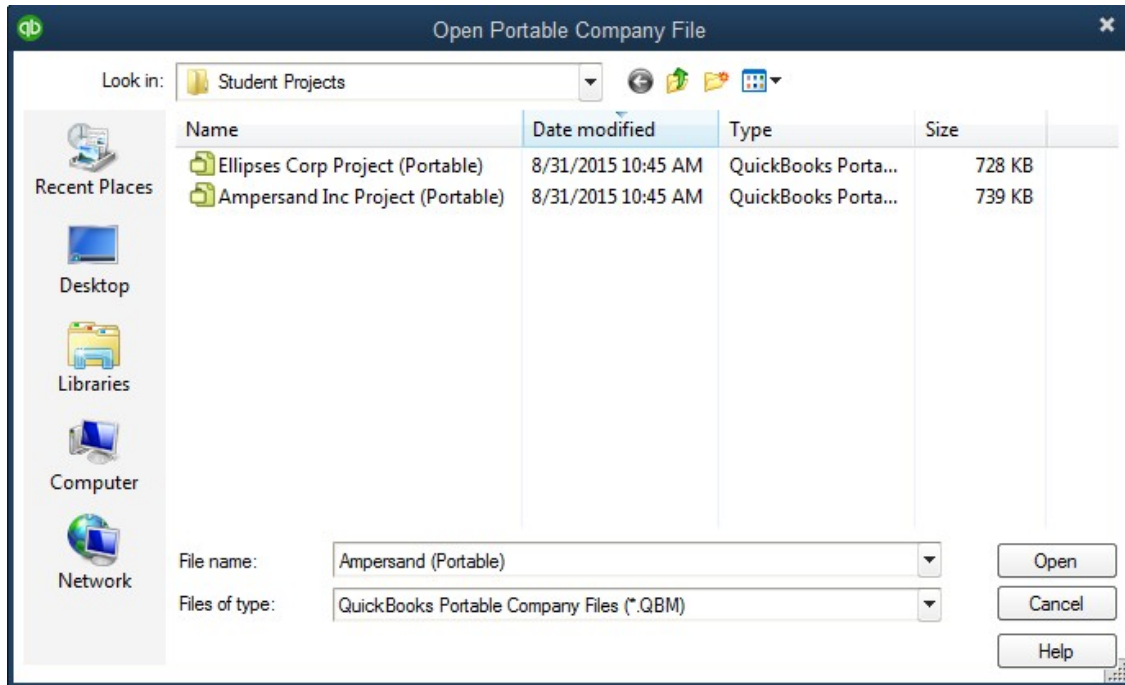 qb Open Portable Company File
Look in: Student Projects
Name Date modified Type Size
Ellipses Corp Project (Portable) 8/31/2015 10:45 AM QuickBooks Porta... 728 KB
Ampersand Inc Project (Portable) 8/31/2015 10:45 AM QuickBooks Porta... 739 KB
Recent Places
Desktop
Libraries
Computer
Network
File name: Ampersand (Portable) Open
Files of type: QuickBooks Portable Company Files (*.QBM) Cancel
Help